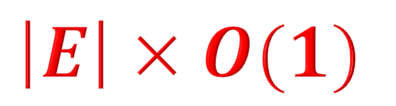 |E| × O(1)